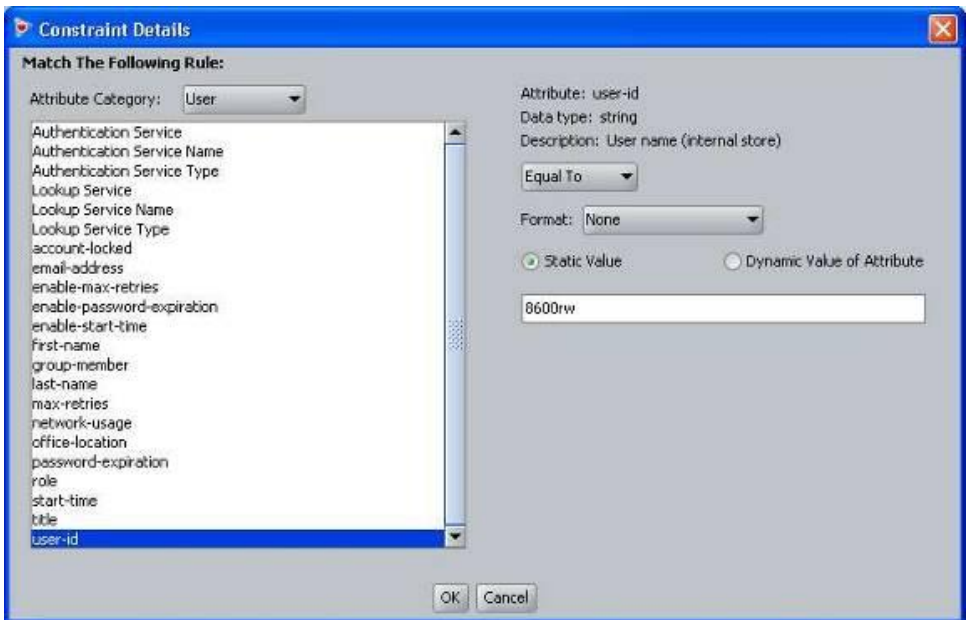 Constraint Details
Match The Following Rule:
Attribute Category: User
Authentication Service
Authentication Service Name
Authentication Service Type
Lookup Service
Lookup Service Name
Lookup Service Type
account-locked
email-address
enable-max-retries
enable-password-expiration
enable-start-time
first-name
group-member
last-name
max-retries
network-usage
office-location
password-expiration
role
start-time
title
user-id
Attribute: user-id
Data type: string
Description: User name (internal store)
Equal To
Format: None
Static Value Dynamic Value of Attribute
8600rw
OK Cancel